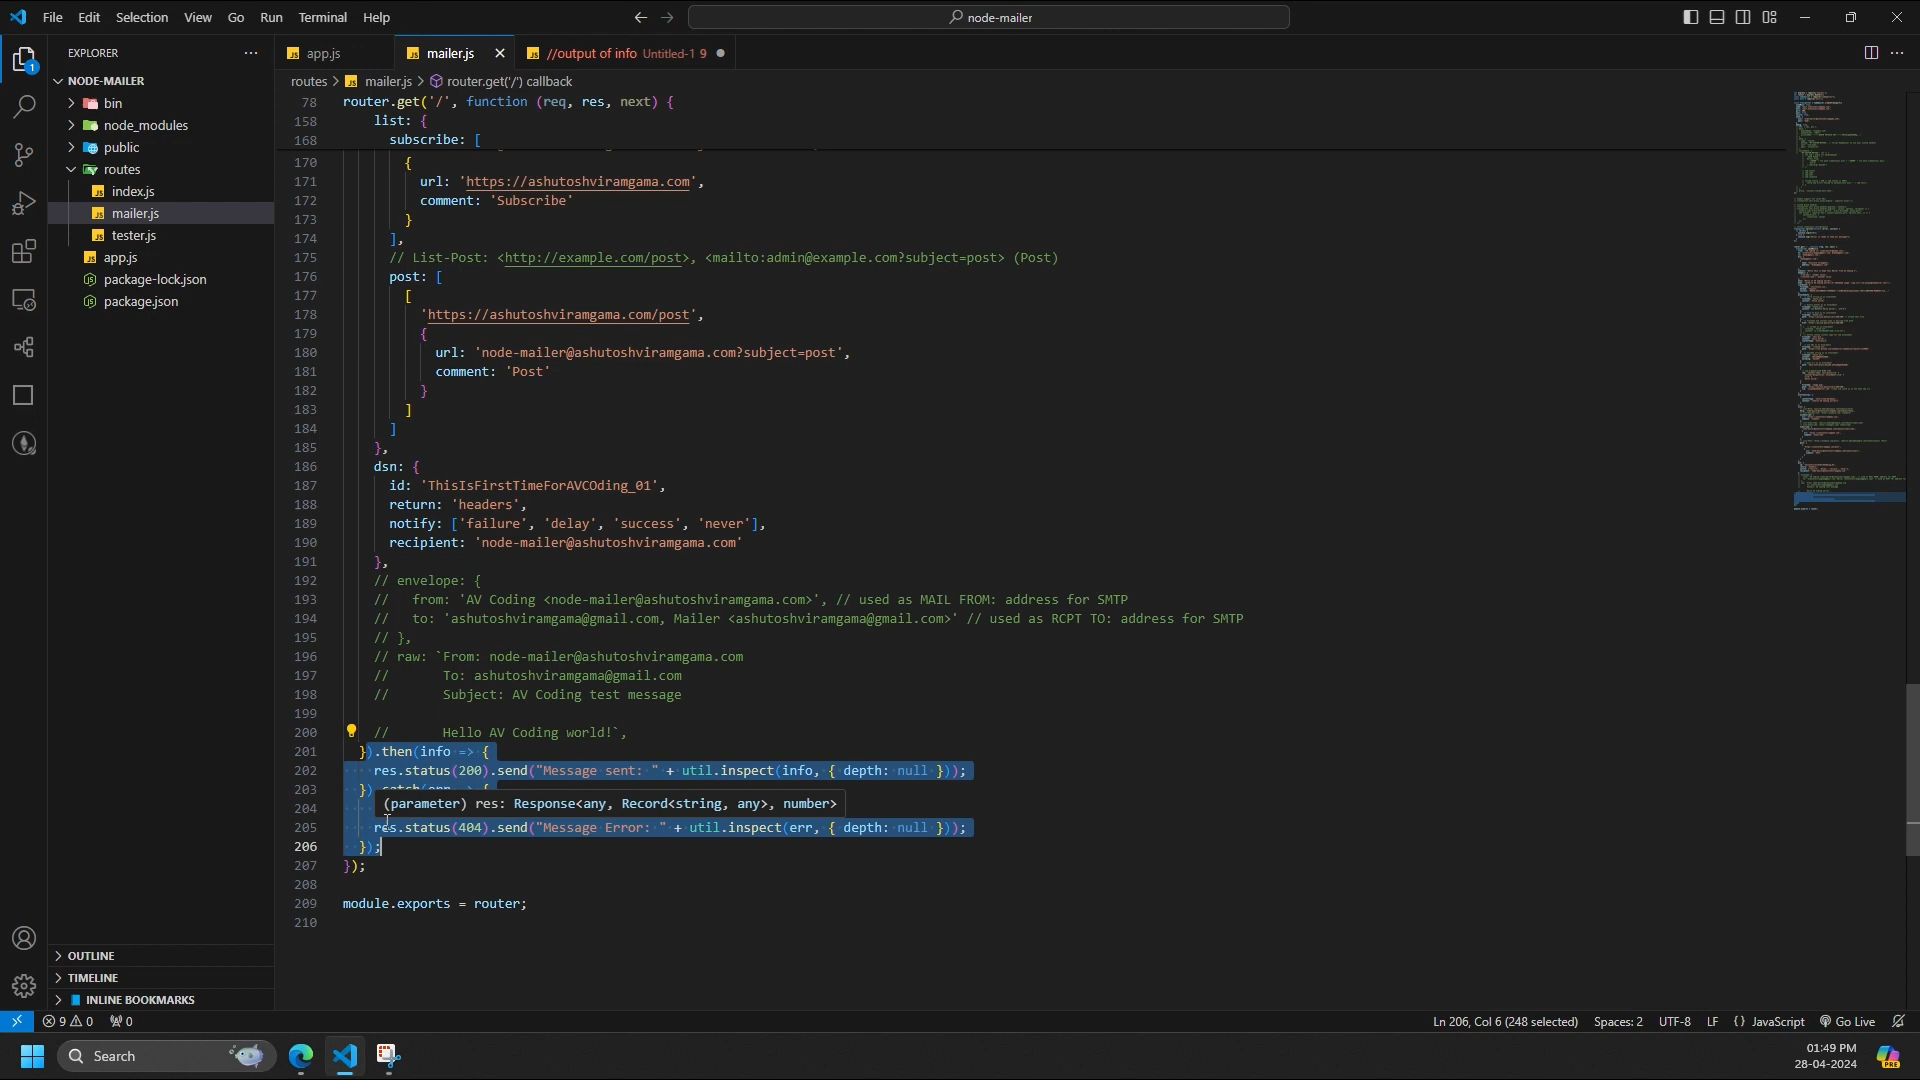 File Edit Selection View Go Run Terminal Help
node-mailer
EXPLORER
NODE-MAILER
bin
node_modules
public
routes
index.js
mailer.js
tester.js
app.js
package-lock.json
package.json
OUTLINE
TIMELINE
INLINE BOOKMARKS
app.js
mailer.js
//output of info Untitled-1 9
routes > mailer.js > router.get('/') callback
78 router.get('/', function (req, res, next) {
158 list: {
168 subscribe: [
170 {
171 url: 'https://ashutoshviramgama.com',
172 comment: 'Subscribe'
173 }
174 ],
175 // List-Post: <http://example.com/post>, <mailto:admin@example.com?subject=post> (Post)
176 post: [
177 [
178 'https://ashutoshviramgama.com/post',
179 {
180 url: 'node-mailer@ashutoshviramgama.com?subject=post',
181 comment: 'Post'
182 }
183 ]
184 ]
185 },
186 dsn: {
187 id: 'ThisIsFirstTimeForAVCOding_01',
188 return: 'headers',
189 notify: ['failure', 'delay', 'success', 'never'],
190 recipient: 'node-mailer@ashutoshviramgama.com'
191 },
192 // envelope: {
193 // from: 'AV Coding <node-mailer@ashutoshviramgama.com>', // used as MAIL FROM: address for SMTP
194 // to: 'ashutoshviramgama@gmail.com, Mailer <ashutoshviramgama@gmail.com>' // used as RCPT TO: address for SMTP
195 // },
196 // raw: `From: node-mailer@ashutoshviramgama.com
197 // To: ashutoshviramgama@gmail.com
198 // Subject: AV Coding test message
199
200 // Hello AV Coding world!`,
201 }).then(info => {
202 res.status(200).send("Message sent: " + util.inspect(info, { depth: null }));
203 }).catch(err => {
204 (parameter) res: Response<any, Record<string, any>, number>
205 res.status(404).send("Message Error: " + util.inspect(err, { depth: null }));
206 });
207 });
208
209 module.exports = router;
210
1
9 0 0
Ln 206, Col 6 (248 selected) Spaces: 2 UTF-8 LF {} JavaScript Go Live
Search
01:49 PM
28-04-2024
PRE